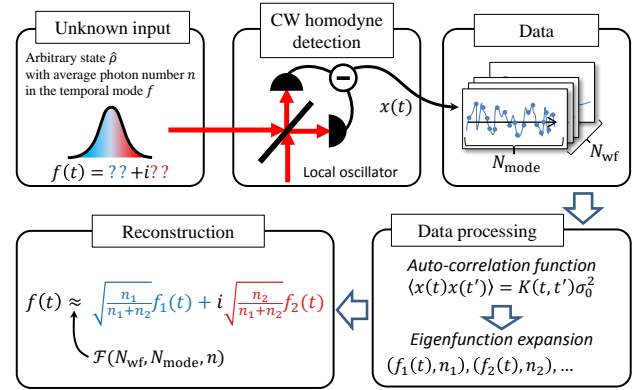 Unknown input
Arbitrary state ρ̂
with average photon number n
in the temporal mode f
f(t) = ?? + i??
CW homodyne
detection
x(t)
Local oscillator
Data
N_mode
N_wf
Reconstruction
f(t) ≈ √(n₁/(n₁+n₂)) f₁(t) + i √(n₂/(n₁+n₂)) f₂(t)
ℱ(N_wf, N_mode, n)
Data processing
Auto-correlation function
⟨x(t)x(t′)⟩ = K(t, t′)σ₀²
Eigenfunction expansion
(f₁(t), n₁), (f₂(t), n₂), ...